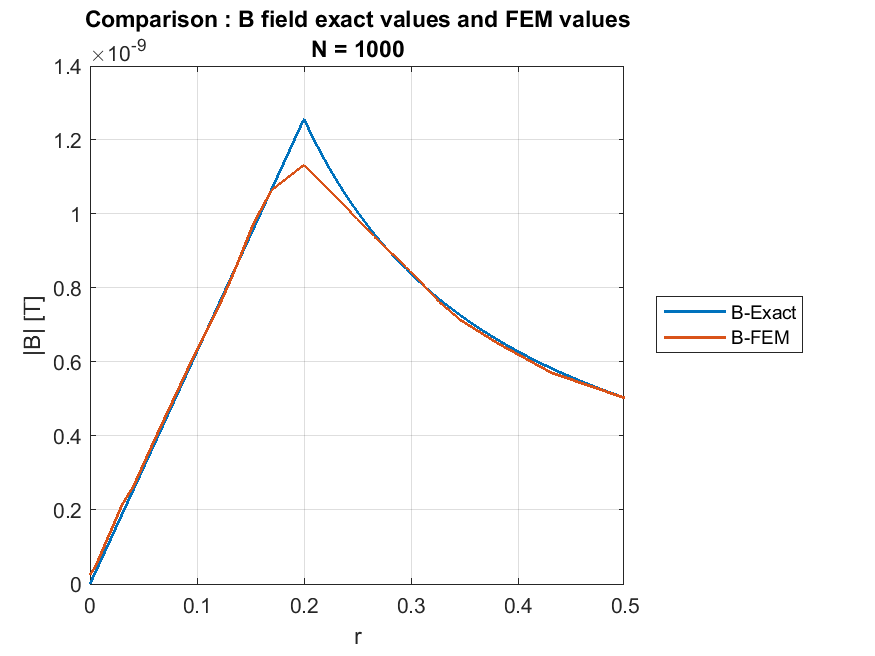 Comparison : B field exact values and FEM values
N = 1000
×10-9
1.4
1.2
1
0.8
0.6
0.4
0.2
0
|B| [T]
0 0.1 0.2 0.3 0.4 0.5
r
B-Exact
B-FEM